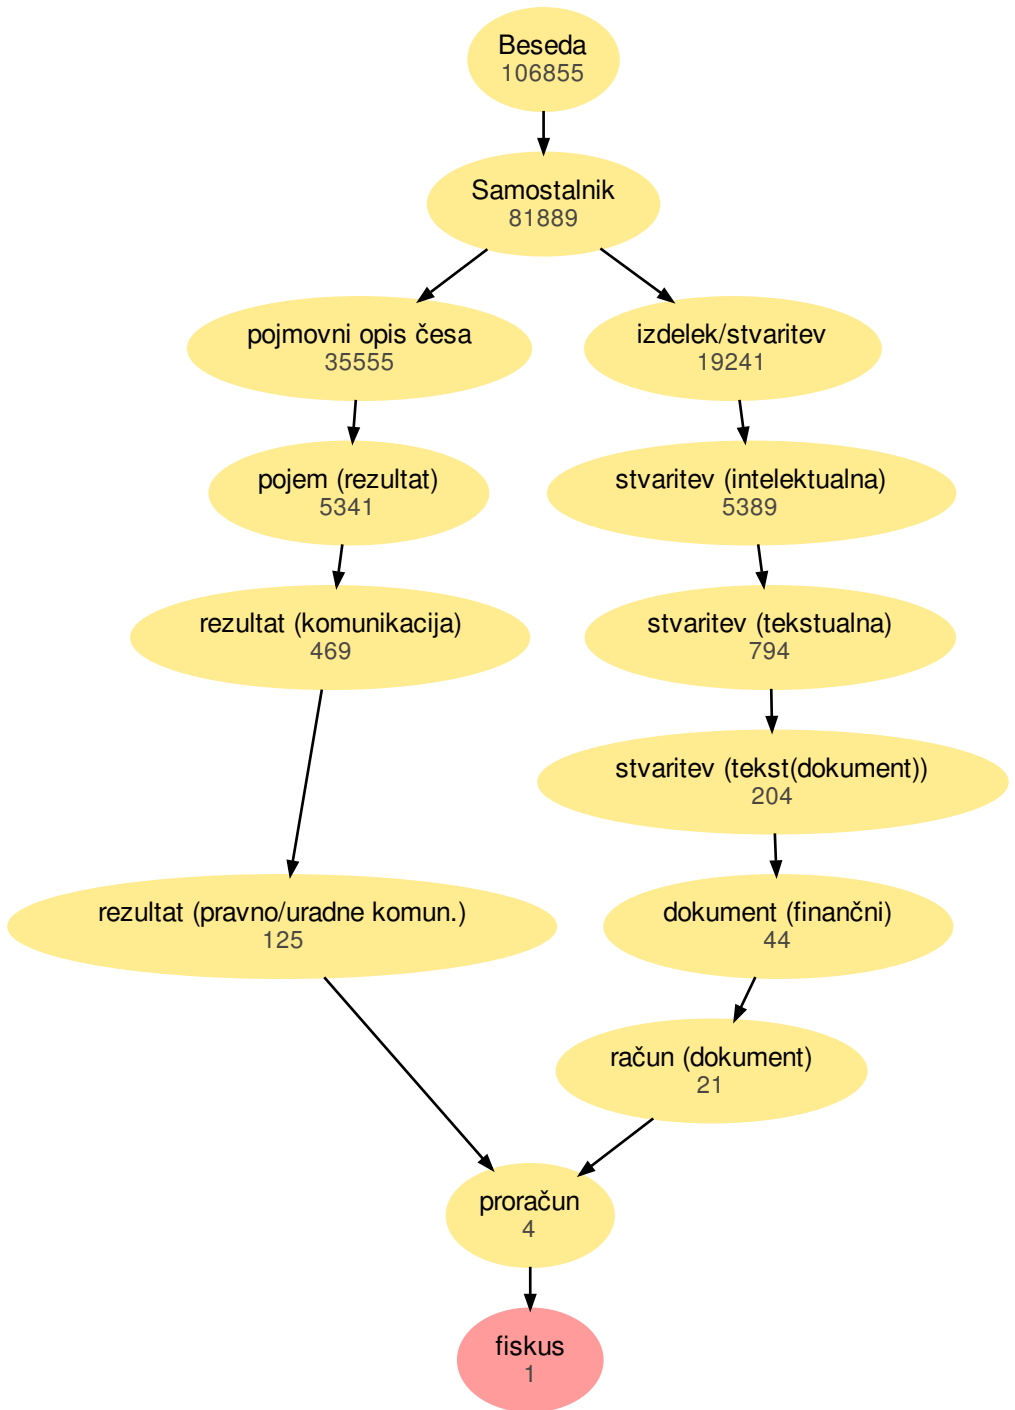 Beseda
106855
Samostalnik
81889
pojmovni opis česa
35555
izdelek/stvaritev
19241
pojem (rezultat)
5341
stvaritev (intelektualna)
5389
rezultat (komunikacija)
469
stvaritev (tekstualna)
794
stvaritev (tekst(dokument))
204
rezultat (pravno/uradne komun.)
125
dokument (finančni)
44
račun (dokument)
21
proračun
4
fiskus
1